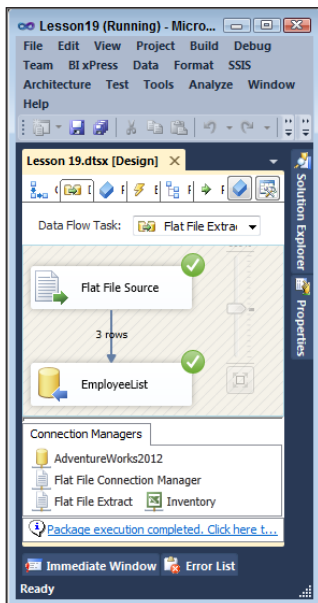 Lesson19 (Running) - Micro...
File Edit View Project Build Debug
Team BI xPress Data Format SSIS
Architecture Test Tools Analyze Window
Help
Lesson 19.dtsx [Design]
Data Flow Task: Flat File Extra
Flat File Source
3 rows
EmployeeList
Connection Managers
AdventureWorks2012
Flat File Connection Manager
Flat File Extract Inventory
Package execution completed. Click here t...
Immediate Window Error List
Ready
Solution Explorer
Properties